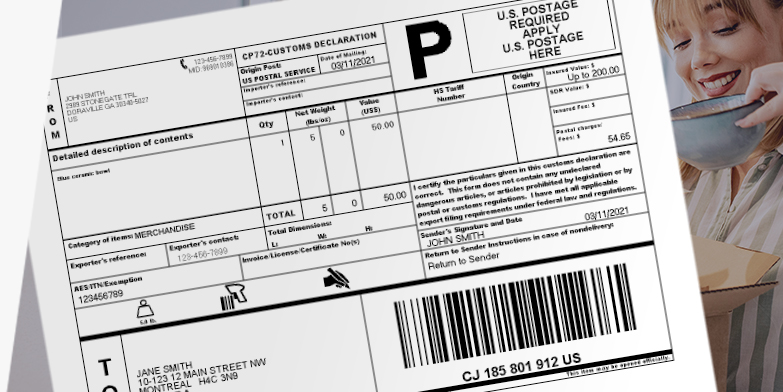 FROM
JOHN SMITH
2989 STONEGATE TRL
DORAVILLE GA 30340-5027
US
123-456-7899
CP72-CUSTOMS DECLARATION
Origin Post:
US POSTAL SERVICE
Date of Mailing:
03/11/2021
Importer's reference:
Importer's contact:
P
U.S. POSTAGE
REQUIRED
APPLY
U.S. POSTAGE
HERE
Detailed description of contents
Qty
Net Weight
(lbs/oz)
Value
(US$)
HS Tariff
Number
Origin
Country
Insured Value: $
Up to 200.00
SDR Value: $
Insured Fee: $
Postal charges/
Fees: $
54.65
Blue ceramic bowl
1 5 0 50.00
TOTAL 5 0 50.00
I certify the particulars given in this customs declaration are
correct. This form does not contain any undeclared
dangerous articles, or articles prohibited by legislation or by
postal or customs regulations. I have met all applicable
export filing requirements under federal law and regulations.
Category of Items: MERCHANDISE
Total Dimensions:
L: W: H:
Exporter's reference:
Exporter's contact:
123-456-7899
Invoice/License/Certificate No(s)
Sender's Signature and Date
JOHN SMITH 03/11/2021
Return to Sender Instructions in case of nondelivery:
Return to Sender
AES/ITN/Exemption
123456789
5.0 lb.
TO
JANE SMITH
10-123 12 MAIN STREET NW
MONTREAL H4C 3N9
CJ 185 801 912 US
This item may be opened officially.